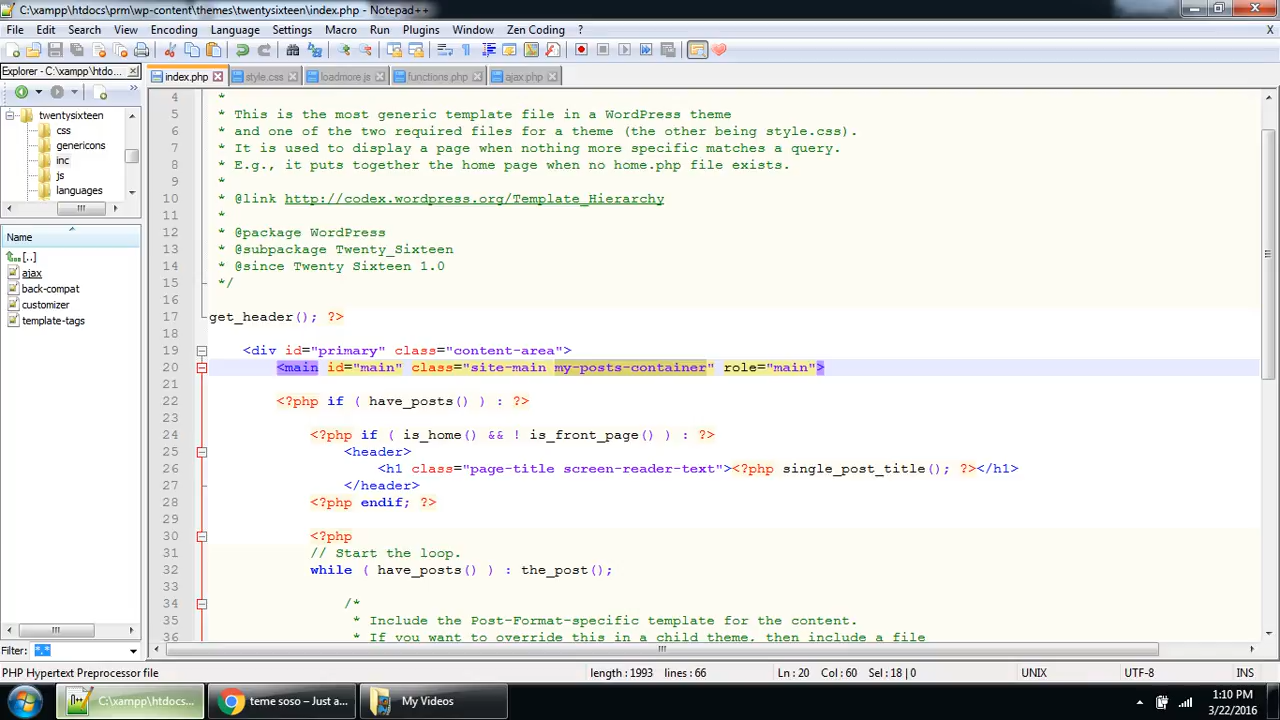 C:\xampp\htdocs\prm\wp-content\themes\twentysixteen\index.php - Notepad++
File Edit Search View Encoding Language Settings Macro Run Plugins Window Zen Coding ? X
Explorer - C:\xampp\htdo...
index.php style.css loadmore.js functions.php ajax.php
twentysixteen
css
genericons
inc
js
languages
Name
[..]
ajax
back-compat
customizer
template-tags
Filter: *.*
4 *
5 * This is the most generic template file in a WordPress theme
6 * and one of the two required files for a theme (the other being style.css).
7 * It is used to display a page when nothing more specific matches a query.
8 * E.g., it puts together the home page when no home.php file exists.
9 *
10 * @link http://codex.wordpress.org/Template_Hierarchy
11 *
12 * @package WordPress
13 * @subpackage Twenty_Sixteen
14 * @since Twenty Sixteen 1.0
15 */
16
17 get_header(); ?>
18
19 <div id="primary" class="content-area">
20 <main id="main" class="site-main my-posts-container" role="main">
21
22 <?php if ( have_posts() ) : ?>
23
24 <?php if ( is_home() && ! is_front_page() ) : ?>
25 <header>
26 <h1 class="page-title screen-reader-text"><?php single_post_title(); ?></h1>
27 </header>
28 <?php endif; ?>
29
30 <?php
31 // Start the loop.
32 while ( have_posts() ) : the_post();
33
34 /*
35 * Include the Post-Format-specific template for the content.
36 * If you want to override this in a child theme, then include a file
PHP Hypertext Preprocessor file length : 1993 lines : 66 Ln : 20 Col : 60 Sel : 18 | 0 UNIX UTF-8 INS
C:\xampp\htdocs... teme soso – Just a... My Videos
1:10 PM
3/22/2016